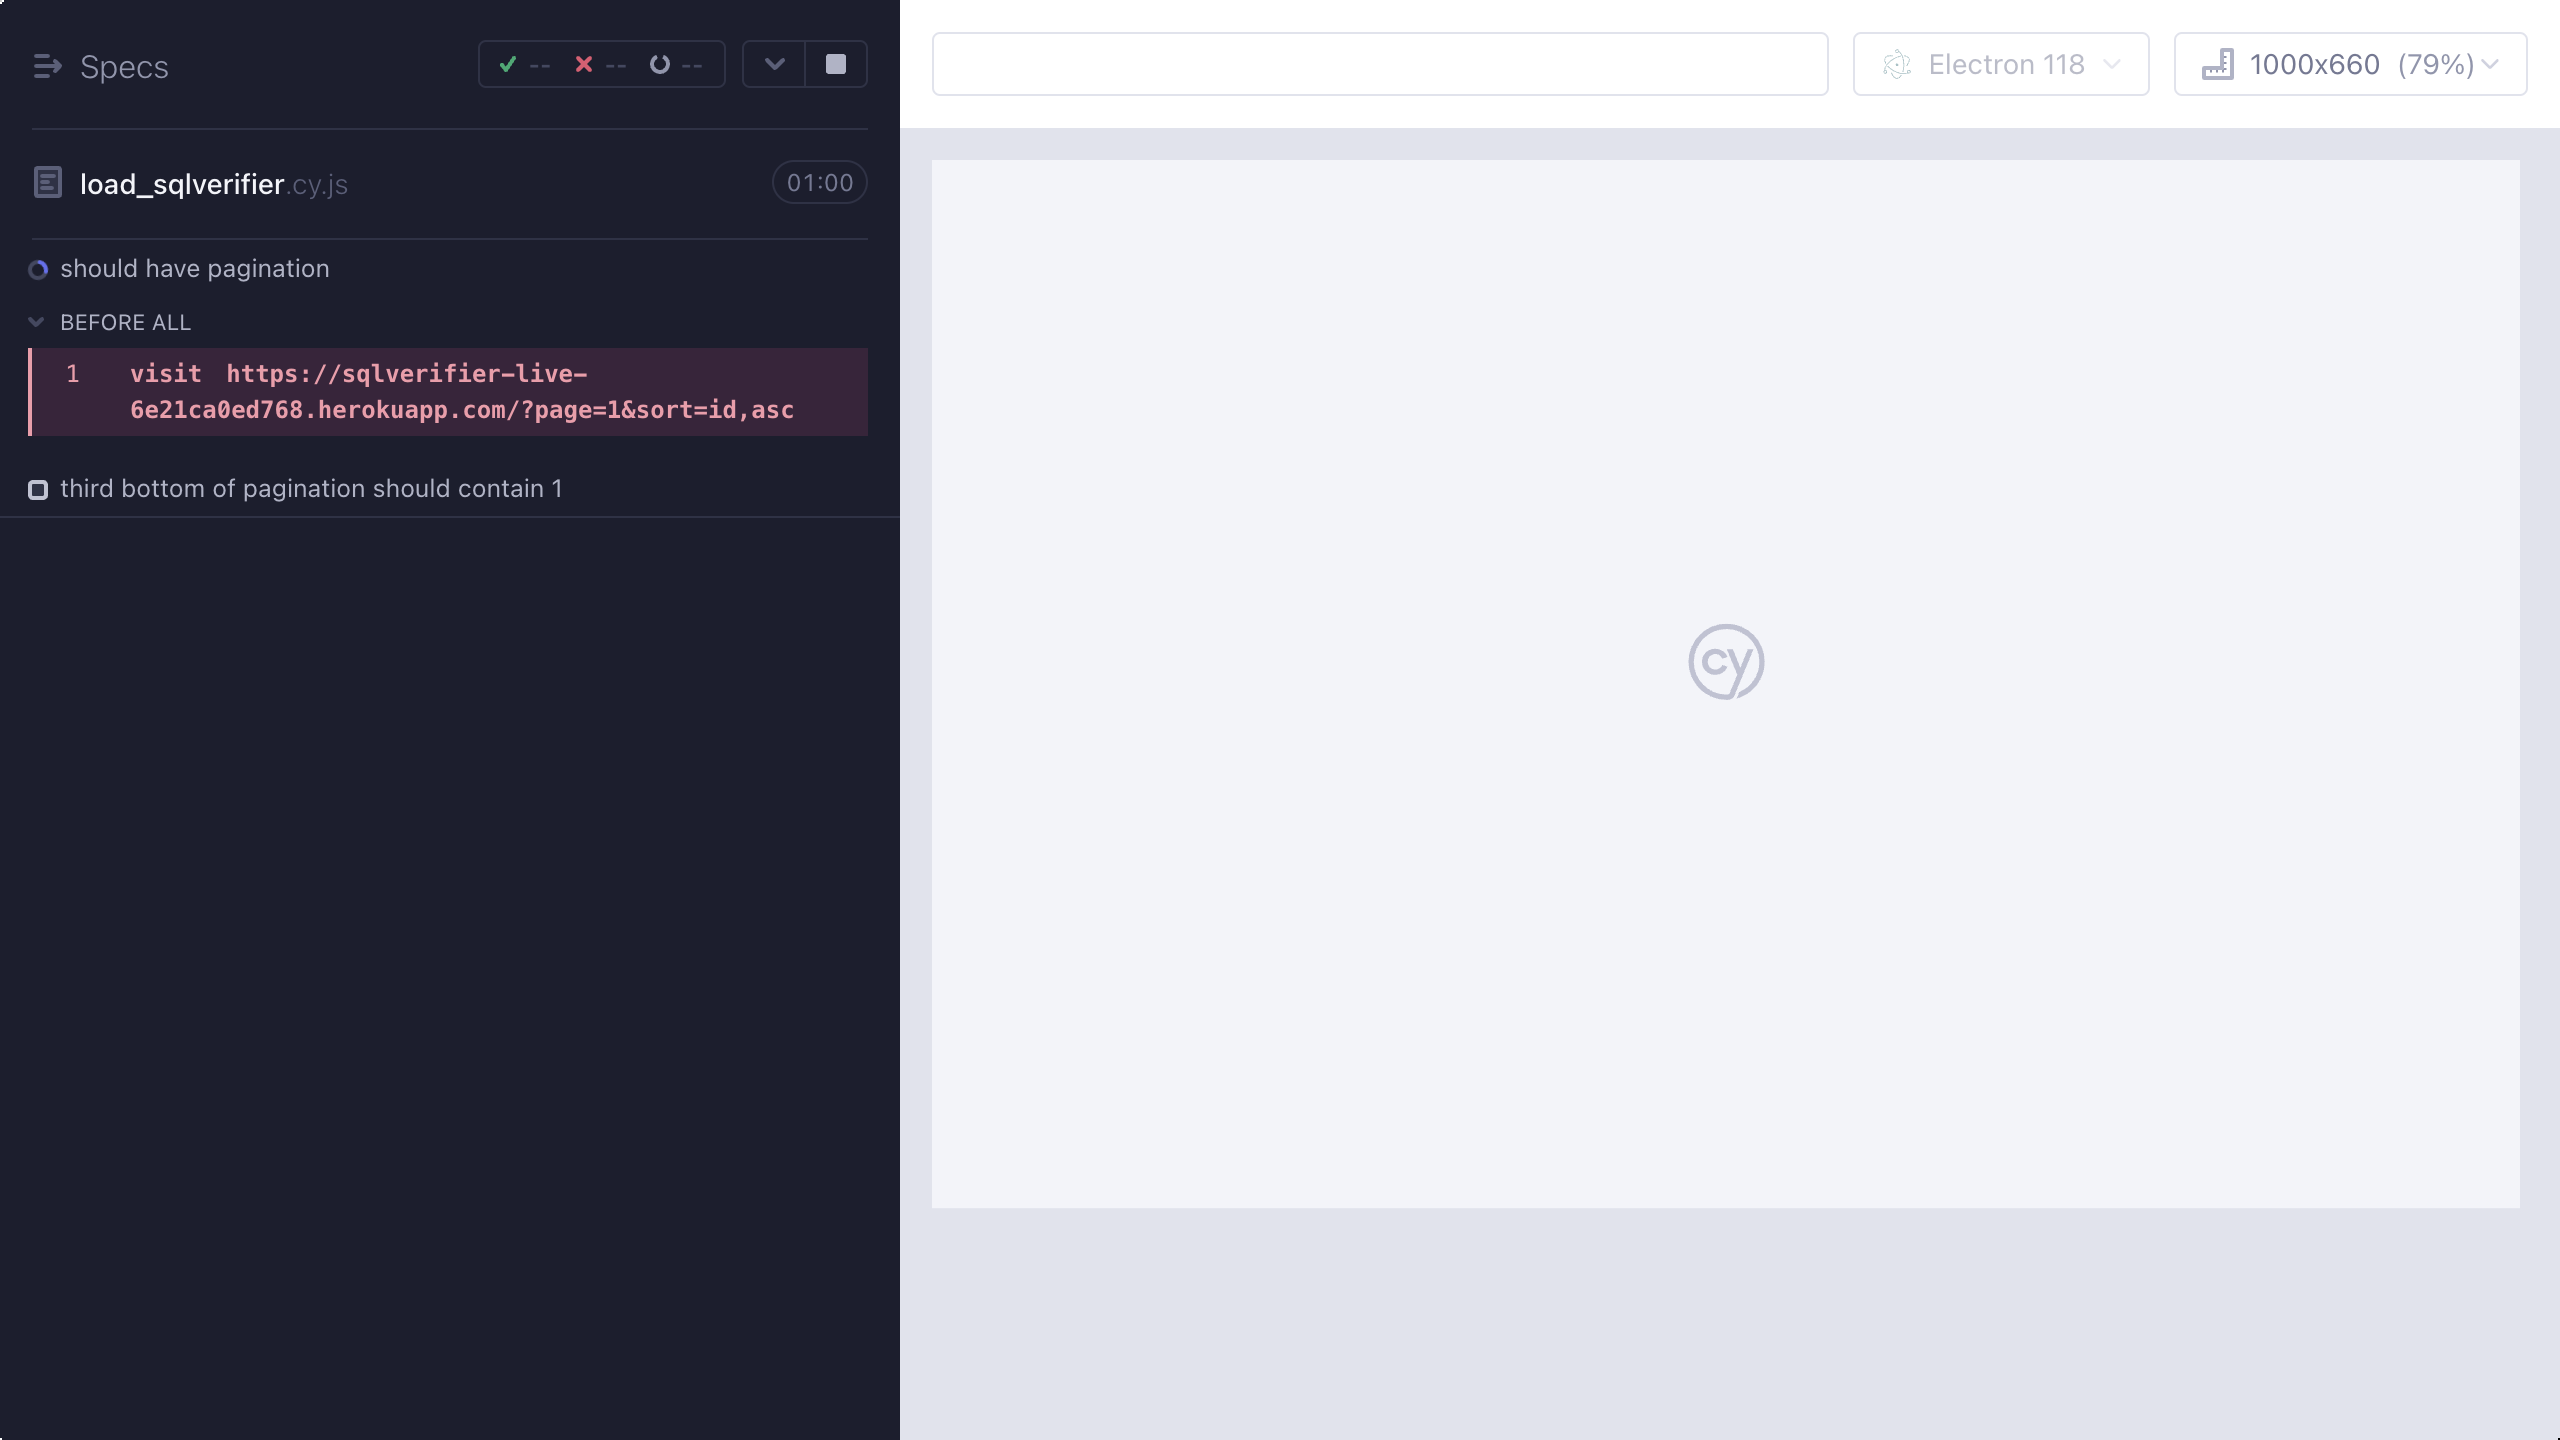 Specs
-- -- --
load_sqlverifier.cy.js
01:00
should have pagination
BEFORE ALL
1 visit https://sqlverifier-live-
6e21ca0ed768.herokuapp.com/?page=1&sort=id,asc
third bottom of pagination should contain 1
Electron 118
1000x660 (79%)
cy